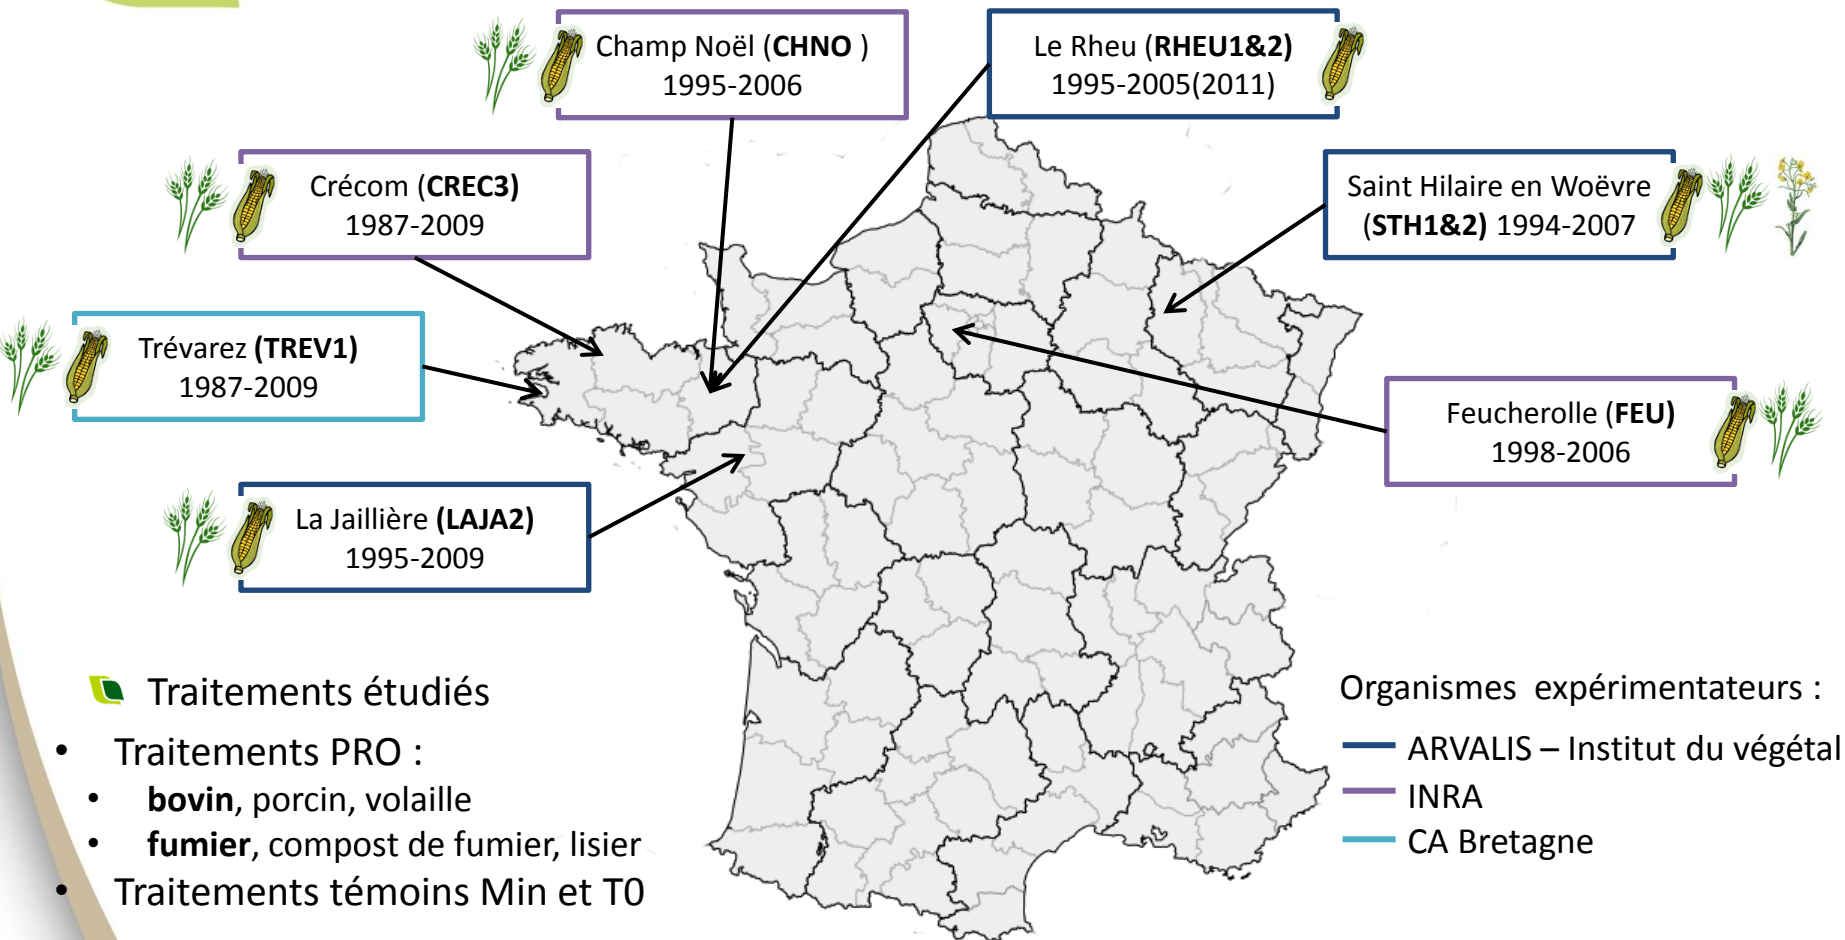 Champ Noël (CHNO )
1995-2006
Le Rheu (RHEU1&2)
1995-2005(2011)
Crécom (CREC3)
1987-2009
Saint Hilaire en Woëvre
(STH1&2) 1994-2007
Trévarez (TREV1)
1987-2009
Feucherolle (FEU)
1998-2006
La Jaillière (LAJA2)
1995-2009
Traitements étudiés
• Traitements PRO :
• bovin, porcin, volaille
• fumier, compost de fumier, lisier
• Traitements témoins Min et T0
Organismes expérimentateurs :
ARVALIS – Institut du végétal
INRA
CA Bretagne